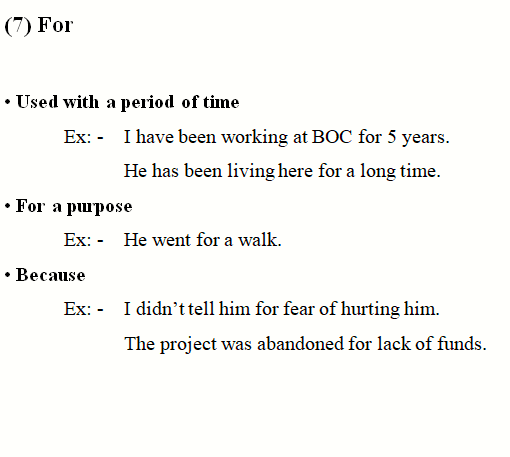 (7) For
• Used with a period of time
Ex: - I have been working at BOC for 5 years.
He has been living here for a long time.
• For a purpose
Ex: - He went for a walk.
• Because
Ex: - I didn’t tell him for fear of hurting him.
The project was abandoned for lack of funds.